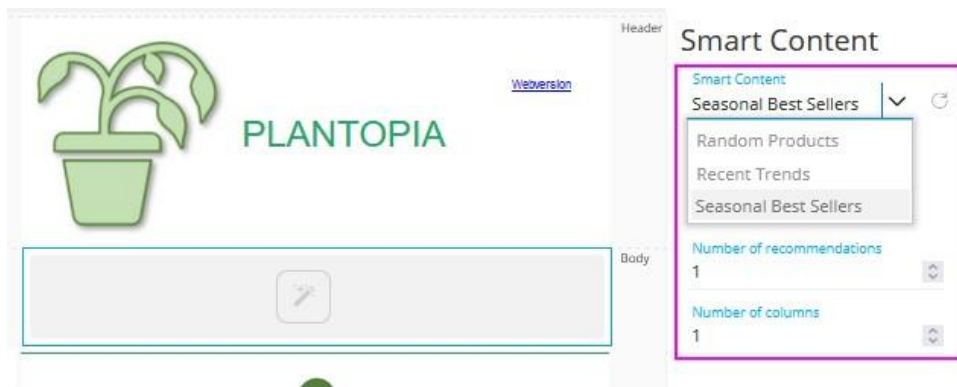 Header
Webversion
PLANTOPIA
Body
Smart Content
Smart Content
Seasonal Best Sellers
Random Products
Recent Trends
Seasonal Best Sellers
Number of recommendations
1
Number of columns
1